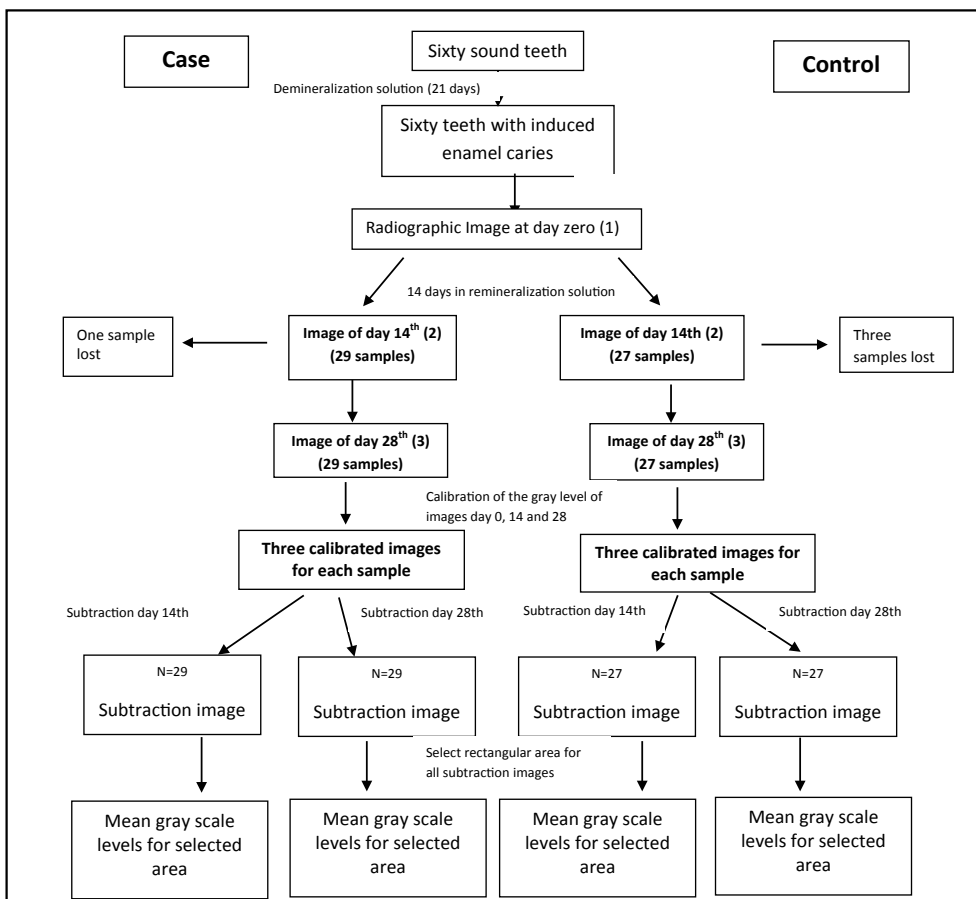 Case
Sixty sound teeth
Control
Demineralization solution (21 days)
Sixty teeth with induced
enamel caries
Radiographic Image at day zero (1)
14 days in remineralization solution
One sample
lost
Image of day 14th (2)
(29 samples)
Image of day 14th (2)
(27 samples)
Three
samples lost
Image of day 28th (3)
(29 samples)
Image of day 28th (3)
(27 samples)
Calibration of the gray level of
images day 0, 14 and 28
Three calibrated images
for each sample
Three calibrated images for
each sample
Subtraction day 14th
Subtraction day 28th
Subtraction day 14th
Subtraction day 28th
N=29
Subtraction image
N=29
Subtraction image
N=27
Subtraction image
N=27
Subtraction image
Select rectangular area for
all subtraction images
Mean gray scale
levels for selected
area
Mean gray scale
levels for selected
area
Mean gray scale
levels for selected
area
Mean gray scale
levels for selected
area